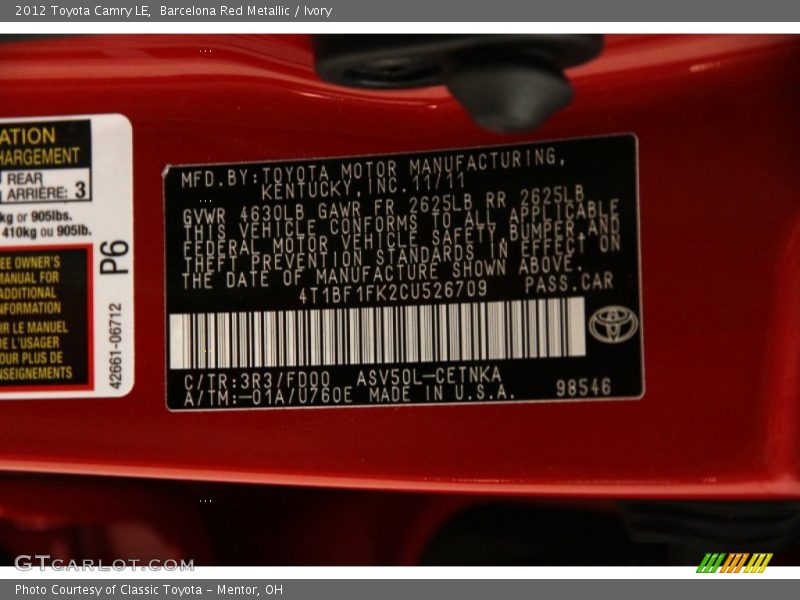 2012 Toyota Camry LE, Barcelona Red Metallic / Ivory
ATION
HARGEMENT
REAR
ARRIÈRE: 3
kg or 905lbs.
410kg ou 905lb.
EE OWNER'S
MANUAL FOR
ADDITIONAL
NFORMATION
IR LE MANUEL
DE L'USAGER
OUR PLUS DE
NSEIGNEMENTS
P6
42661-06712
MFD.BY:TOYOTA MOTOR MANUFACTURING,
KENTUCKY,INC.11/11
GVWR 4630LB GAWR FR 2625LB RR 2625LB
THIS VEHICLE CONFORMS TO ALL APPLICABLE
FEDERAL MOTOR VEHICLE SAFETY,BUMPER,AND
THEFT PREVENTION STANDARDS IN EFFECT ON
THE DATE OF MANUFACTURE SHOWN ABOVE.
4T1BF1FK2CU526709 PASS.CAR
C/TR:3R3/FD00 ASV50L-CETNKA
A/TM:-01A/U760E MADE IN U.S.A. 98546
GTCARLOT.COM
Photo Courtesy of Classic Toyota - Mentor, OH